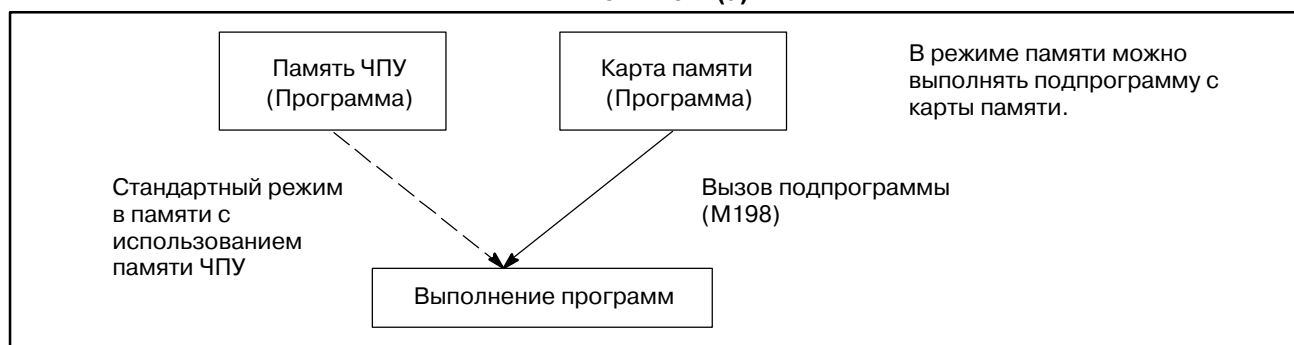 Память ЧПУ
(Программа)
Карта памяти
(Программа)
В режиме памяти можно
выполнять подпрограмму с
карты памяти.
Стандартный режим
в памяти с
использованием
памяти ЧПУ
Вызов подпрограммы
(M198)
Выполнение программ